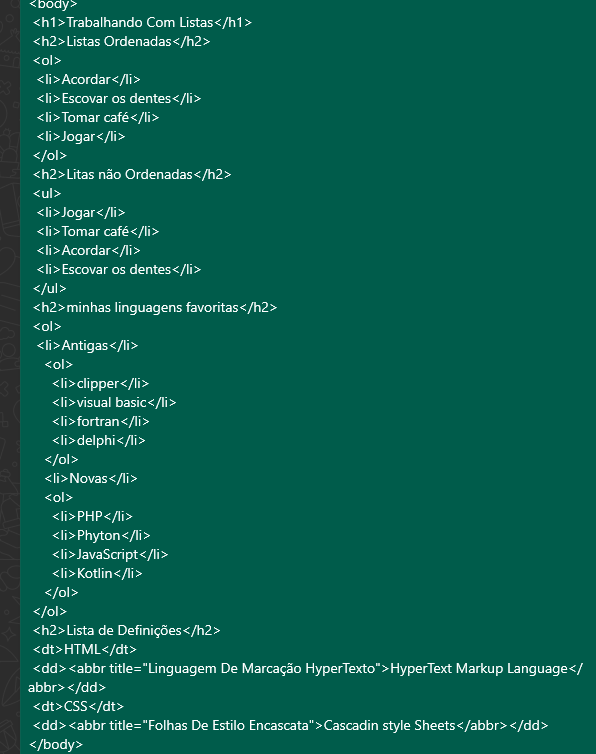 <body>
<h1>Trabalhando Com Listas</h1>
<h2>Listas Ordenadas</h2>
<ol>
<li>Acordar</li>
<li>Escovar os dentes</li>
<li>Tomar café</li>
<li>Jogar</li>
</ol>
<h2>Litas não Ordenadas</h2>
<ul>
<li>Jogar</li>
<li>Tomar café</li>
<li>Acordar</li>
<li>Escovar os dentes</li>
</ul>
<h2>minhas linguagens favoritas</h2>
<ol>
<li>Antigas</li>
<ol>
<li>clipper</li>
<li>visual basic</li>
<li>fortran</li>
<li>delphi</li>
</ol>
<li>Novas</li>
<ol>
<li>PHP</li>
<li>Phyton</li>
<li>JavaScript</li>
<li>Kotlin</li>
</ol>
</ol>
<h2>Lista de Definições</h2>
<dt>HTML</dt>
<dd><abbr title="Linguagem De Marcação HyperTexto">HyperText Markup Language</
abbr></dd>
<dt>CSS</dt>
<dd><abbr title="Folhas De Estilo Encascata">Cascadin style Sheets</abbr></dd>
</body>